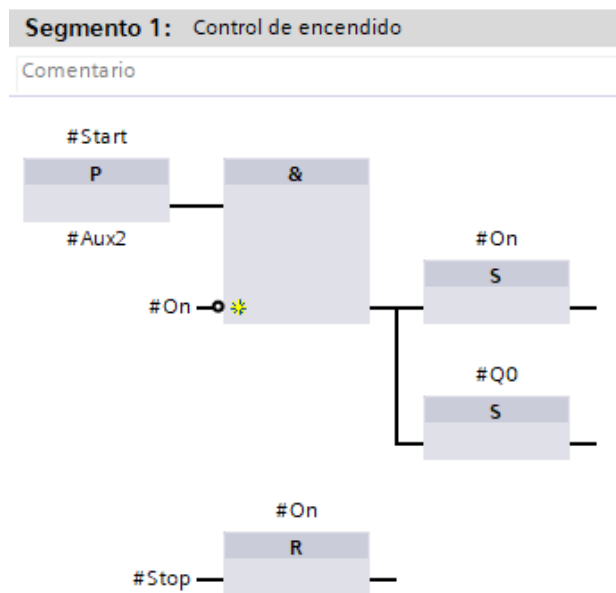 Segmento 1: Control de encendido
Comentario
#Start
P
&
#Aux2
#On
#On
S
#Q0
S
#On
R
#Stop